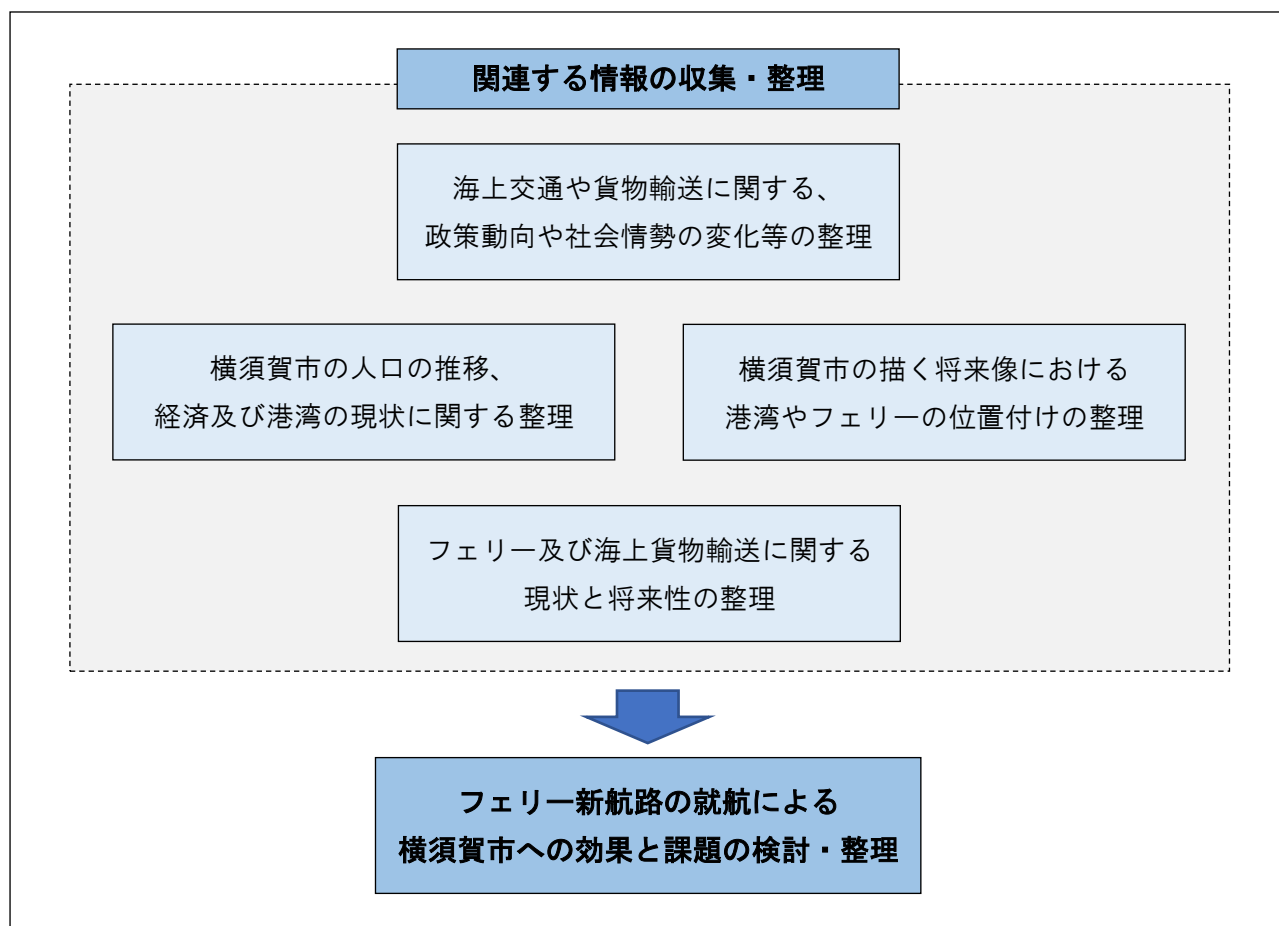 関連する情報の収集・整理
海上交通や貨物輸送に関する、
政策動向や社会情勢の変化等の整理
横須賀市の人口の推移、
経済及び港湾の現状に関する整理
横須賀市の描く将来像における
港湾やフェリーの位置付けの整理
フェリー及び海上貨物輸送に関する
現状と将来性の整理
フェリー新航路の就航による
横須賀市への効果と課題の検討・整理